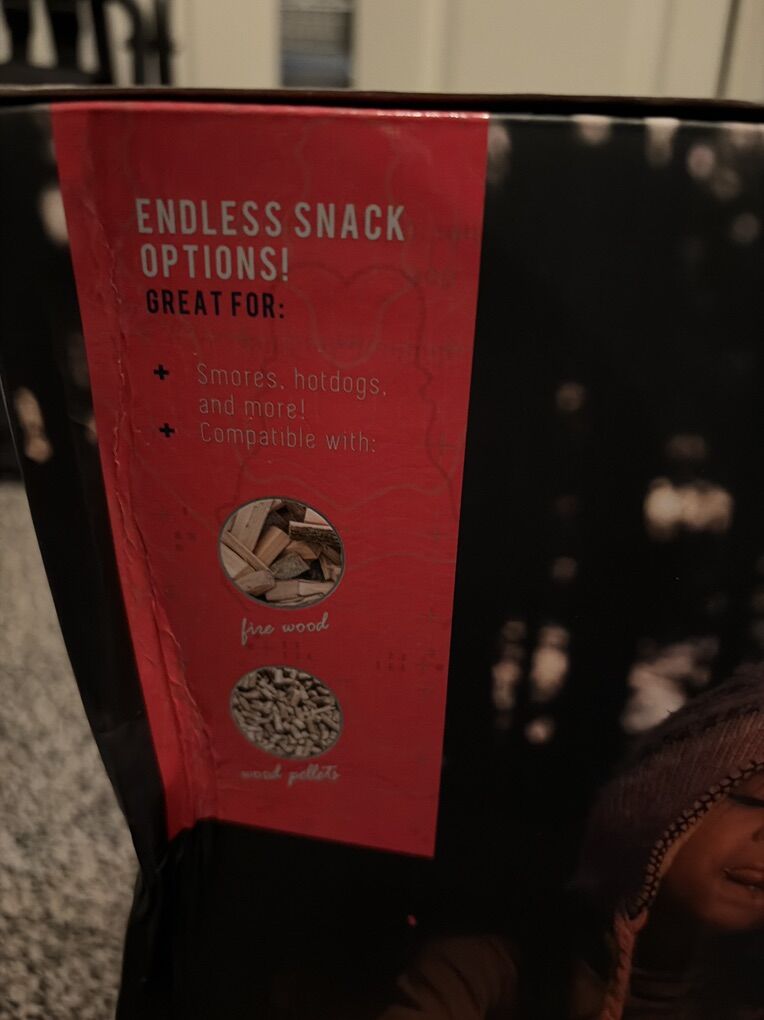 ENDLESS SNACK
OPTIONS!
GREAT FOR:
+ Smores, hotdogs,
and more!
+ Compatible with:
fire wood
wood pellets